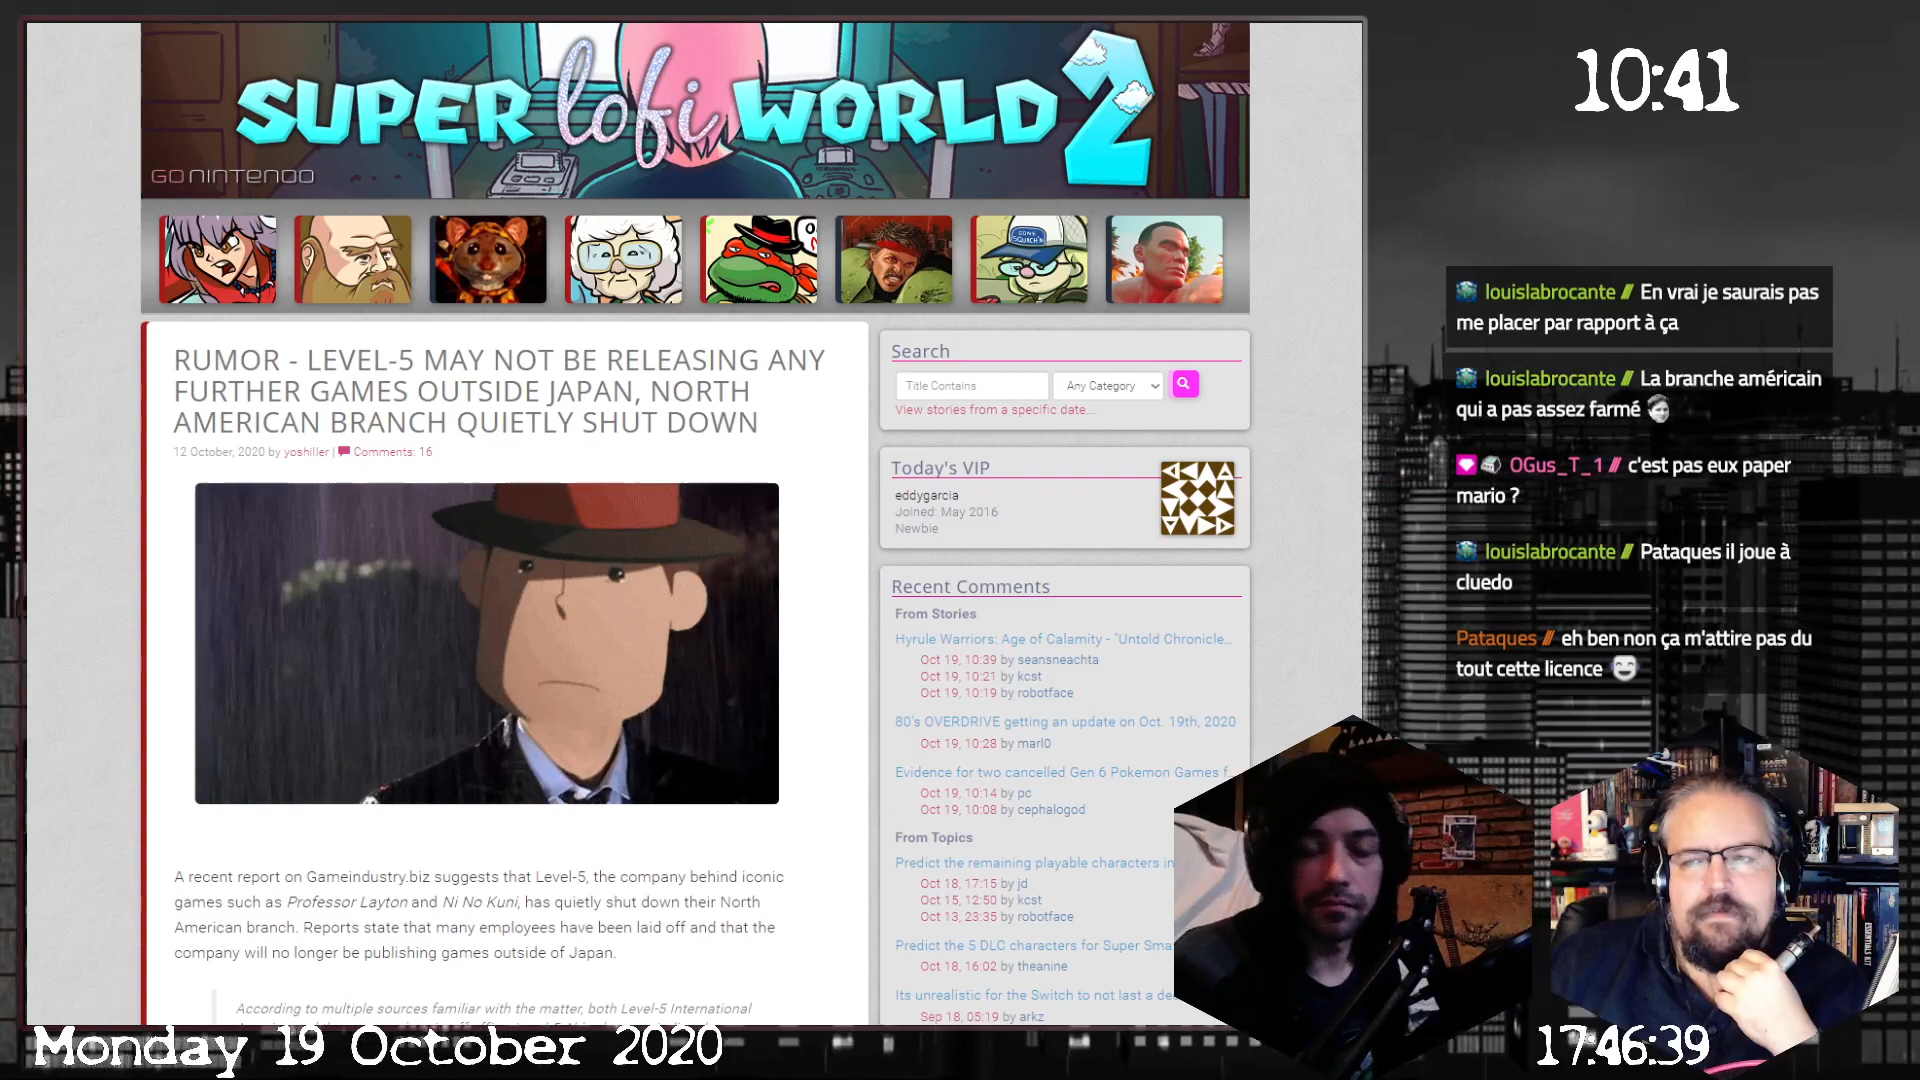 SUPER lofi WORLD 2
GONINTENDO
10:41
RUMOR - LEVEL-5 MAY NOT BE RELEASING ANY
FURTHER GAMES OUTSIDE JAPAN, NORTH
AMERICAN BRANCH QUIETLY SHUT DOWN
12 October, 2020 by yoshiller | Comments: 16
A recent report on Gameindustry.biz suggests that Level-5, the company behind iconic
games such as Professor Layton and Ni No Kuni, has quietly shut down their North
American branch. Reports state that many employees have been laid off and that the
company will no longer be publishing games outside of Japan.
According to multiple sources familiar with the matter, both Level-5 International
Search
Title Contains
Any Category
View stories from a specific date...
Today's VIP
eddygarcia
Joined: May 2016
Newbie
Recent Comments
From Stories
Hyrule Warriors: Age of Calamity - "Untold Chronicle...
Oct 19, 10:39 by seansneachta
Oct 19, 10:21 by kcst
Oct 19, 10:19 by robotface
80's OVERDRIVE getting an update on Oct. 19th, 2020
Oct 19, 10:28 by marl0
Evidence for two cancelled Gen 6 Pokemon Games f...
Oct 19, 10:14 by pc
Oct 19, 10:08 by cephalogod
From Topics
Predict the remaining playable characters in
Oct 18, 17:15 by jd
Oct 15, 12:50 by kcst
Oct 13, 23:35 by robotface
Predict the 5 DLC characters for Super Sma
Oct 18, 16:02 by theanine
Its unrealistic for the Switch to not last a de
Sep 18, 05:19 by arkz
louislabrocante // En vrai je saurais pas
me placer par rapport à ça
louislabrocante // La branche américain
qui a pas assez farmé
OGus_T_1 // c'est pas eux paper
mario ?
louislabrocante // Pataques il joue à
cluedo
Pataques // eh ben non ça m'attire pas du
tout cette licence
Monday 19 October 2020
17:46:39